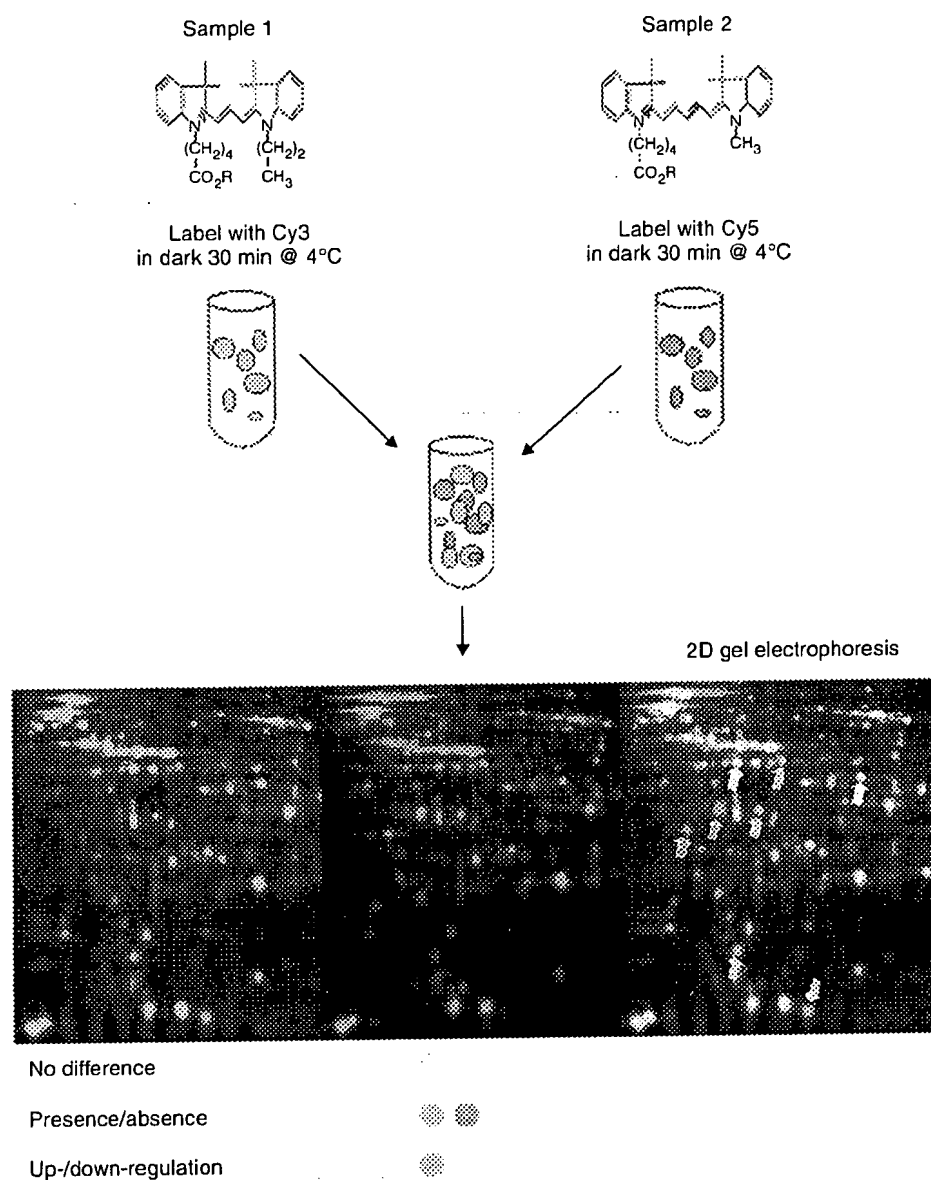 Sample 1
Sample 2
N
N
(CH2)4
(CH2)2
CO2R
CH3
N
N
(CH2)4
CH3
CO2R
Label with Cy3
in dark 30 min @ 4°C
Label with Cy5
in dark 30 min @ 4°C
2D gel electrophoresis
No difference
Presence/absence
Up-/down-regulation